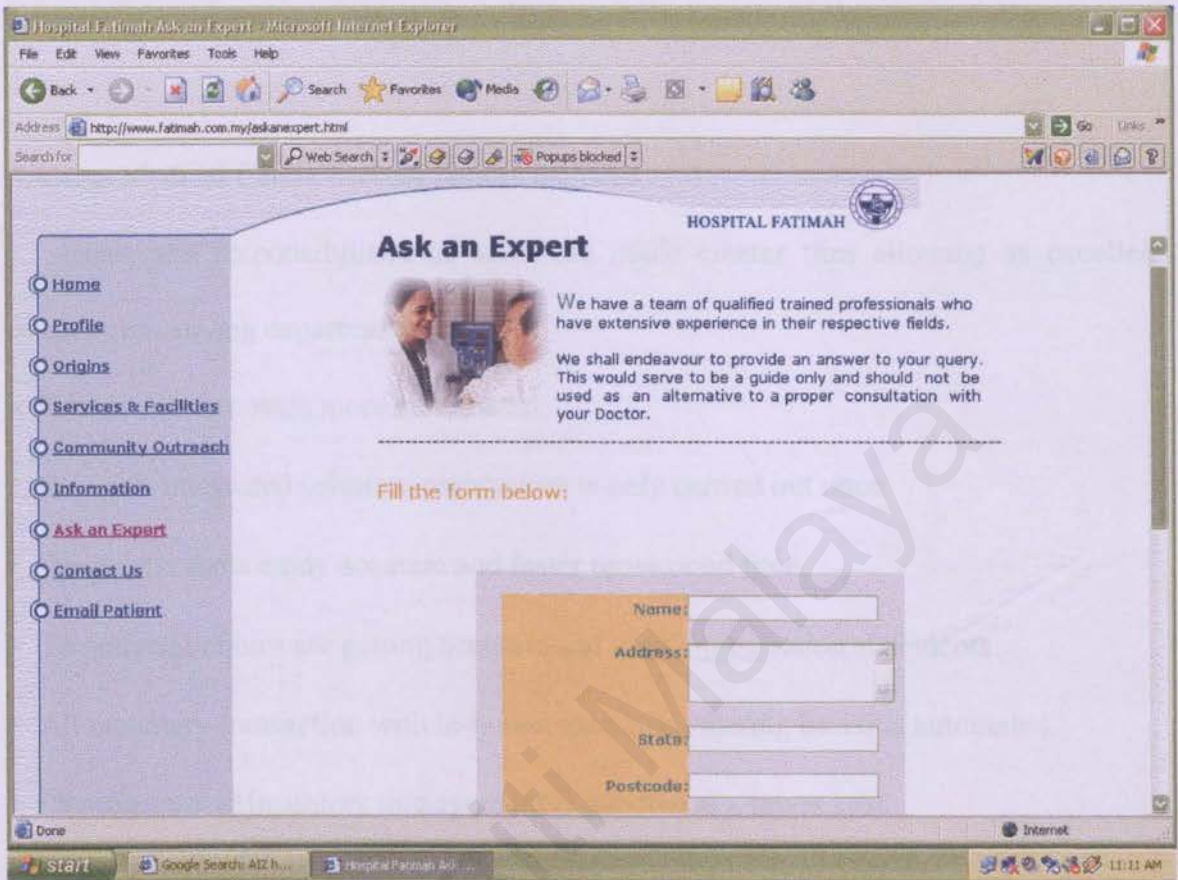 Hospital Fatimah Ask an Expert - Microsoft Internet Explorer
File Edit View Favorites Tools Help
Back Search Favorites Media
Address http://www.fatimah.com.my/askanexpert.html Go Links
Search for Web Search Popups blocked
HOSPITAL FATIMAH
Ask an Expert
We have a team of qualified trained professionals who
have extensive experience in their respective fields.
We shall endeavour to provide an answer to your query.
This would serve to be a guide only and should not be
used as an alternative to a proper consultation with
your Doctor.
Home
Profile
Origins
Services & Facilities
Community Outreach
Information
Ask an Expert
Contact Us
Email Patient
Fill the form below:
Name:
Address:
State:
Postcode:
Done Internet
start Google Search: AIZ h... Hospital Fatimah Ask ... 11:11 AM
iti Malaya